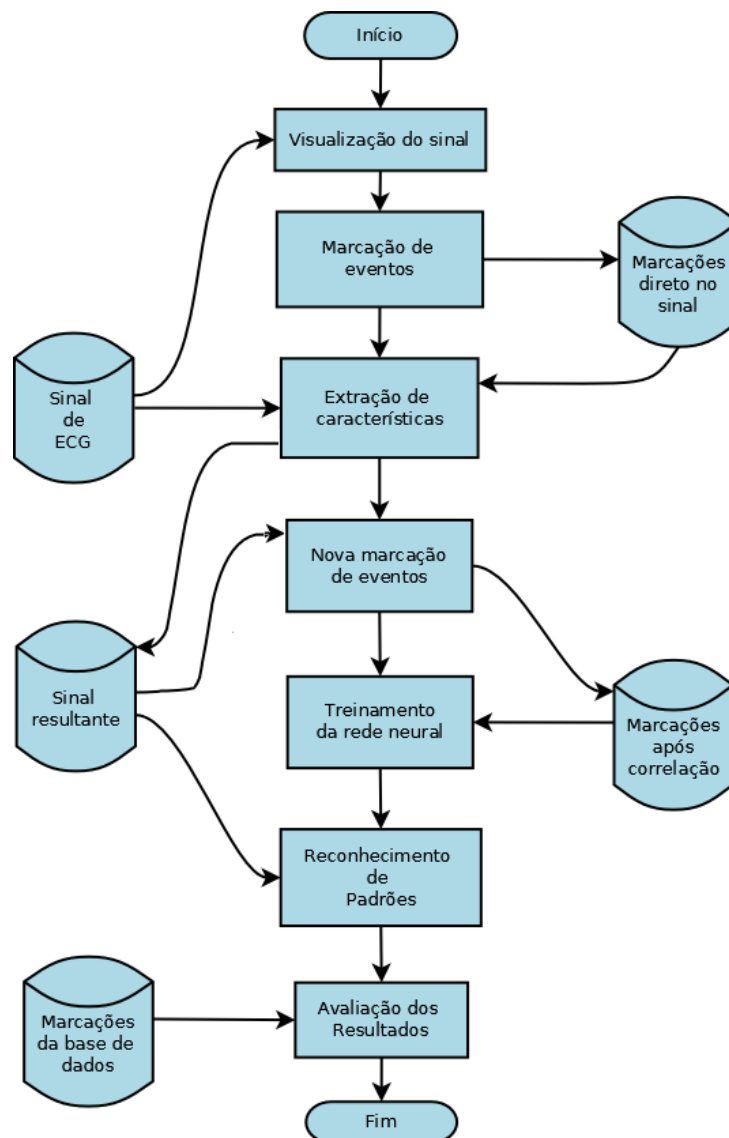 Início
Visualização do sinal
Marcação de
eventos
Marcações
direto no
sinal
Sinal
de
ECG
Extração de
características
Nova marcação
de eventos
Sinal
resultante
Treinamento
da rede neural
Marcações
após
correlação
Reconhecimento
de
Padrões
Marcações
da base de
dados
Avaliação dos
Resultados
Fim